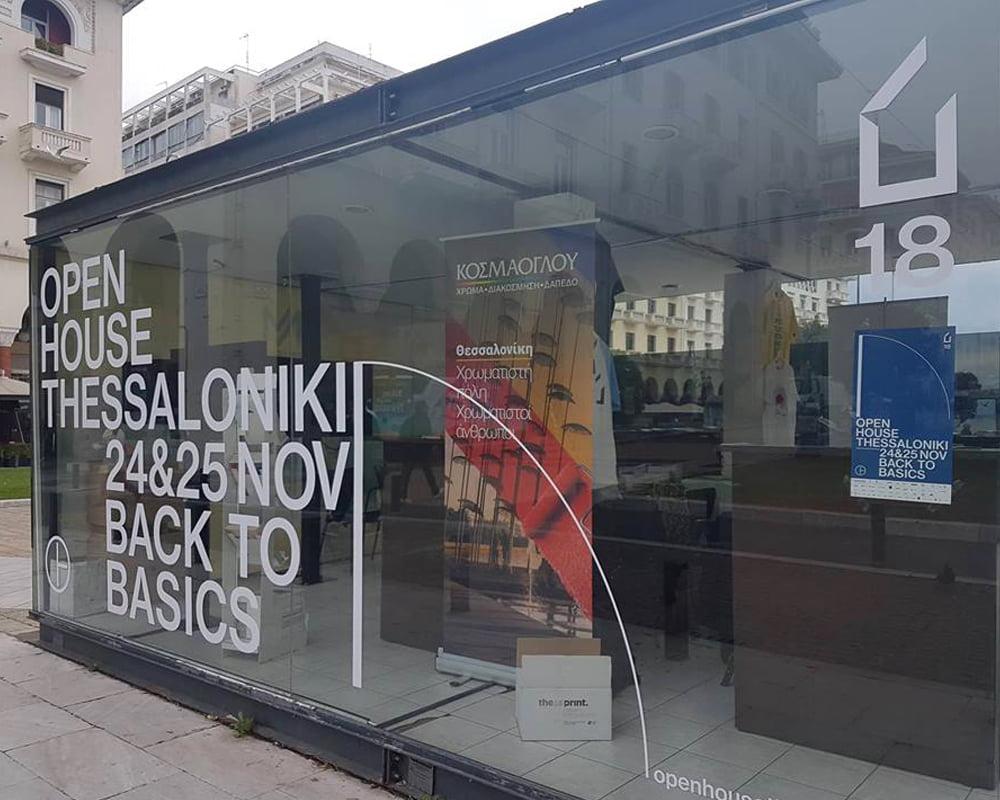 OPEN
HOUSE
THESSALONIKI
24&25 NOV
BACK TO
BASICS
ΚΟΣΜΑΟΓΛΟΥ
ΧΡΩΜΑ•ΔΙΑΚΟΣΜΗΣΗ•ΔΑΠΕΔΟ
Θεσσαλονίκη
Χρωματιστή
πόλη
Χρωματιστοί
άνθρωποι
print.
18
OPEN
HOUSE
THESSALONIKI
24&25 NOV
BACK TO
BASICS